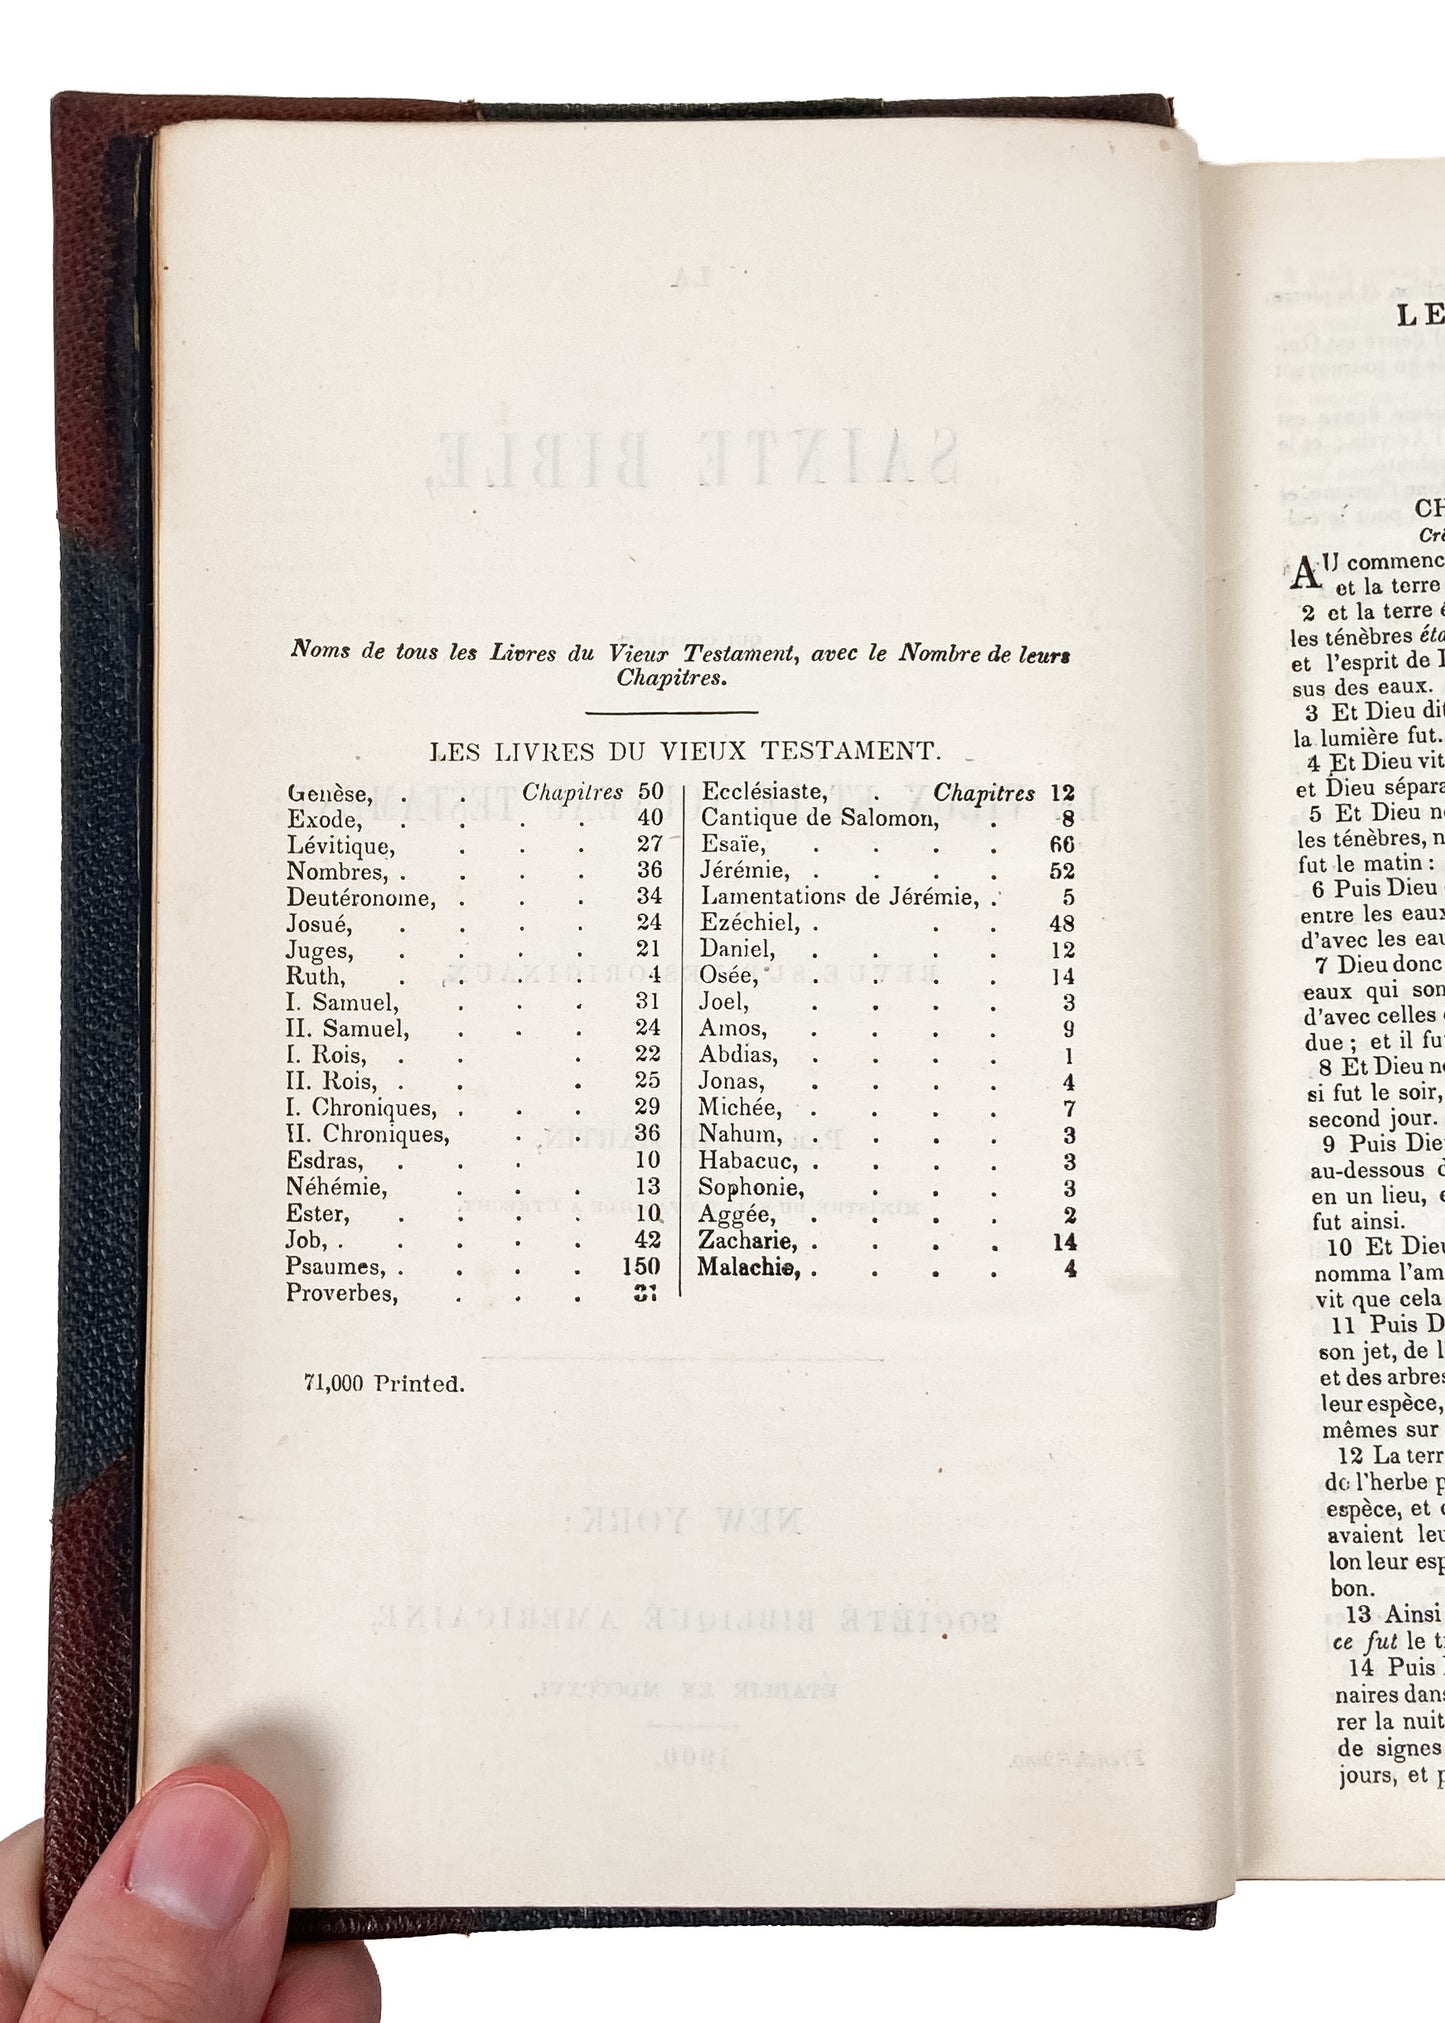 Noms de tous les Livres du Vieux Testament, avec le Nombre de leurs
Chapitres.
LES LIVRES DU VIEUX TESTAMENT.
Genèse, . . Chapitres 50
Exode, . . . . 40
Lévitique, . . . 27
Nombres, . . . . 36
Deutéronome, . . . 34
Josué, . . . . 24
Juges, . . . . 21
Ruth, . . . . 4
I. Samuel, . . . 31
II. Samuel, . . . 24
I. Rois, . . . 22
II. Rois, . . . 25
I. Chroniques, . . . 29
II. Chroniques, . . 36
Esdras, . . . 10
Néhémie, . . . 13
Ester, . . . . 10
Job, . . . . . 42
Psaumes, . . . . 150
Proverbes, . . . 31
Ecclésiaste, . Chapitres 12
Cantique de Salomon, . 8
Esaïe, . . . . 66
Jérémie, . . . . 52
Lamentations de Jérémie, . 5
Ezéchiel, . . . 48
Daniel, . . . . 12
Osée, . . . . 14
Joel, . . . . 3
Amos, . . . . 9
Abdias, . . . . 1
Jonas, . . . . 4
Michée, . . . . 7
Nahum, . . . . 3
Habacuc, . . . . 3
Sophonie, . . . 3
Aggée, . . . . 2
Zacharie, . . . . 14
Malachie, . . . . 4
71,000 Printed.
LE
CH
Cré
AU commenc
et la terre
2 et la terre é
les ténèbres éta
et l'esprit de
sus des eaux.
3 Et Dieu dit
la lumière fut.
4 Et Dieu vit
et Dieu sépara
5 Et Dieu no
les ténèbres, n
fut le matin :
6 Puis Dieu
entre les eaux
d'avec les eau
7 Dieu donc
eaux qui son
d'avec celles
due ; et il fu
8 Et Dieu no
si fut le soir,
second jour.
9 Puis Dieu
au-dessous d
en un lieu, e
fut ainsi.
10 Et Dieu
nomma l'am
vit que cela
11 Puis D
son jet, de l
et des arbres
leur espèce,
mêmes sur
12 La terr
de l'herbe p
espèce, et
avaient leu
lon leur esp
bon.
13 Ainsi
ce fut le
14 Puis
naires dans
rer la nuit
de signes
jours, et p